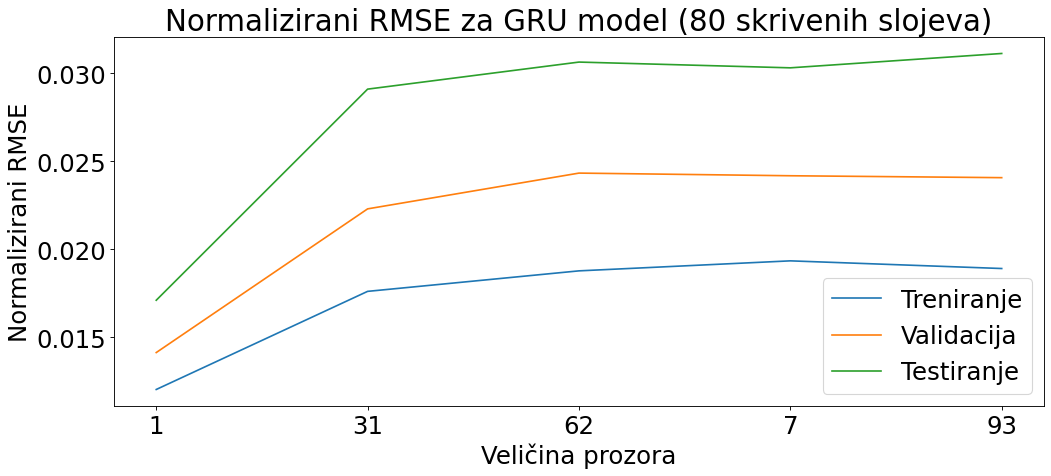 Normalizirani RMSE za GRU model (80 skrivenih slojeva)
Normalizirani RMSE
0.030
0.025
0.020
0.015
Treniranje
Validacija
Testiranje
1 31 62 7 93
Veličina prozora